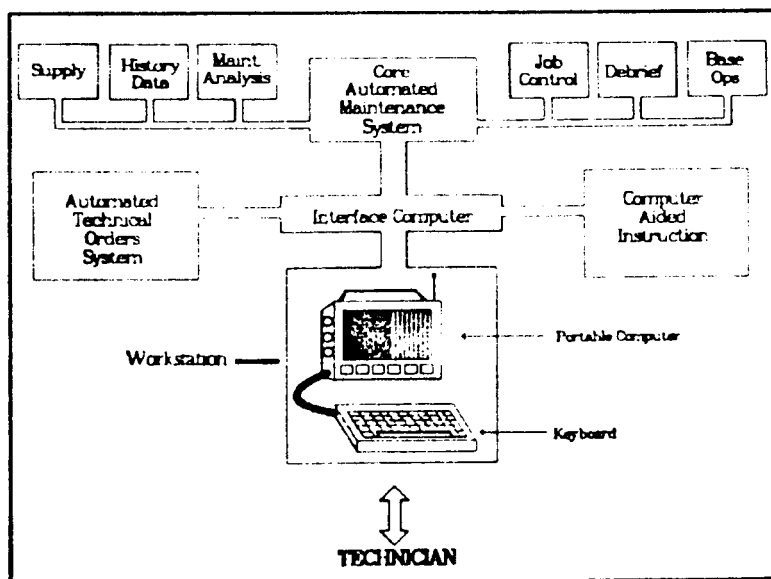 Supply
History
Data
Maint
Analysis
Core
Automated
Maintenance
System
Job
Control
Debrief
Base
Ops
Automated
Technical
Orders
System
Interface Computer
Computer
Aided
Instruction
Workstation
Portable Computer
Keyboard
TECHNICIAN